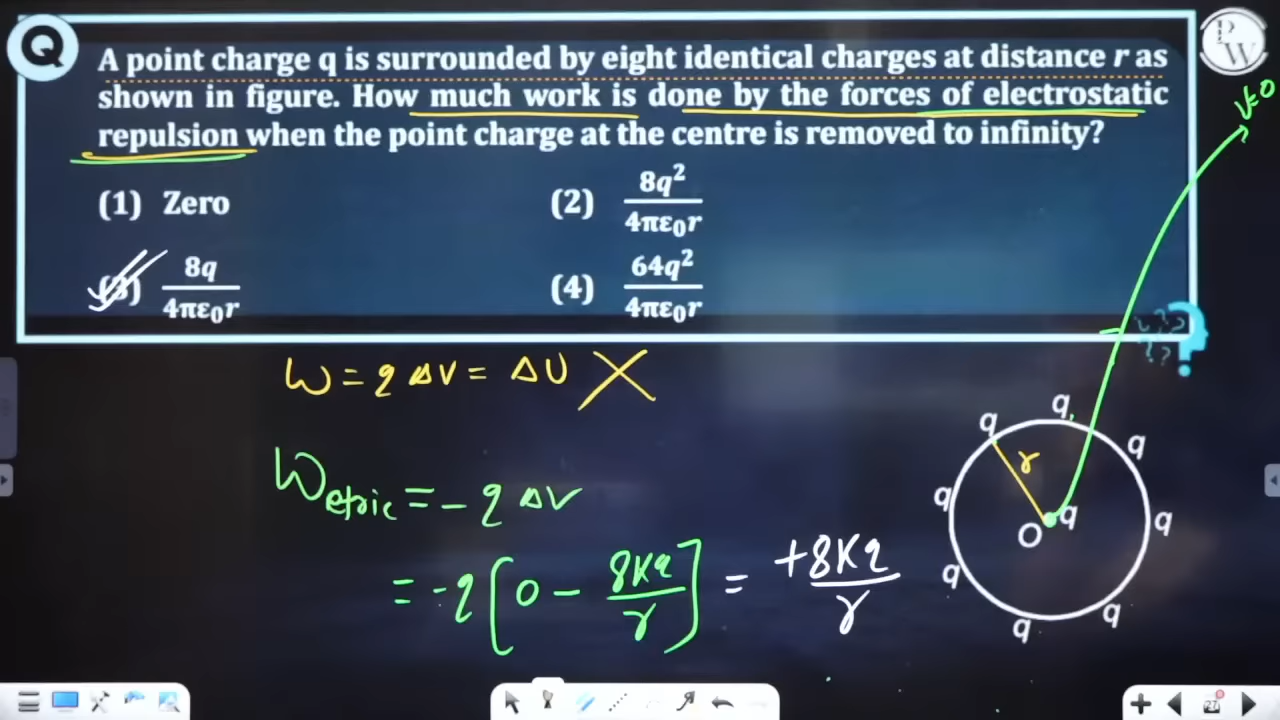 Q
A point charge q is surrounded by eight identical charges at distance r as
shown in figure. How much work is done by the forces of electrostatic
repulsion when the point charge at the centre is removed to infinity?
(1) Zero
(2) 8q²/4πε₀r
(3) 8q/4πε₀r
(4) 64q²/4πε₀r
P
W
V=0
???
??
?
W = q ΔV = ΔU
W = - q ΔV
= -q [0 - 8Kq/r] = +8Kq/r
q
q
q
r
q
q
O
q
q
q
q
q
27